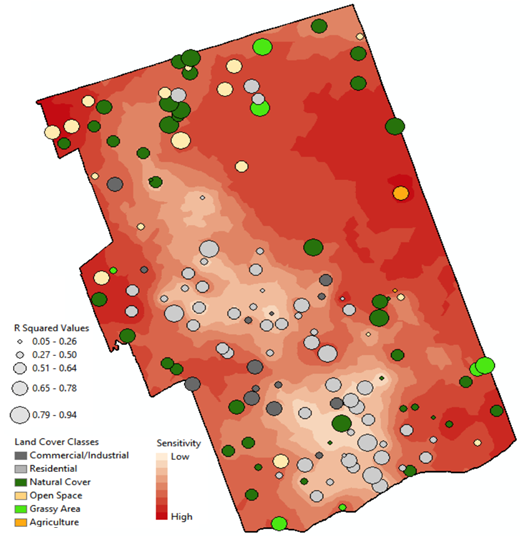 R Squared Values
0.05 - 0.26
0.27 - 0.50
0.51 - 0.64
0.65 - 0.78
0.79 - 0.94
Land Cover Classes
Commercial/Industrial
Residential
Natural Cover
Open Space
Grassy Area
Agriculture
Sensitivity
Low
High